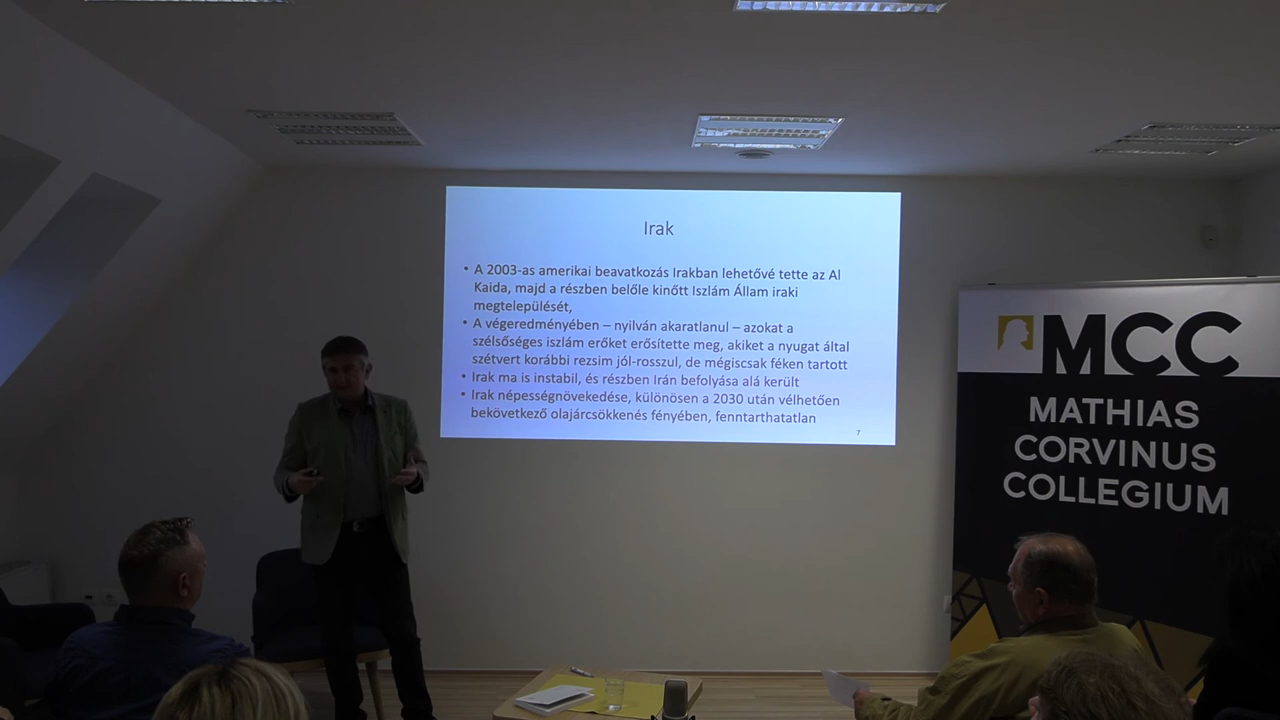 Irak
• A 2003-as amerikai beavatkozás Irakban lehetővé tette az Al
Kaida, majd a részben belőle kinőtt Iszlám Állam iraki
megtelepülését,
• A végeredményében – nyilván akaratlanul – azokat a
szélsőséges iszlám erőket erősítette meg, akiket a nyugat által
szétvert korábbi rezsim jól-rosszul, de mégiscsak féken tartott
• Irak ma is instabil, és részben Irán befolyása alá került
• Irak népességnövekedése, különösen a 2030 után vélhetően
bekövetkező olajárcsökkenés fényében, fenntarthatatlan
7
MCC
MATHIAS
CORVINUS
COLLEGIUM